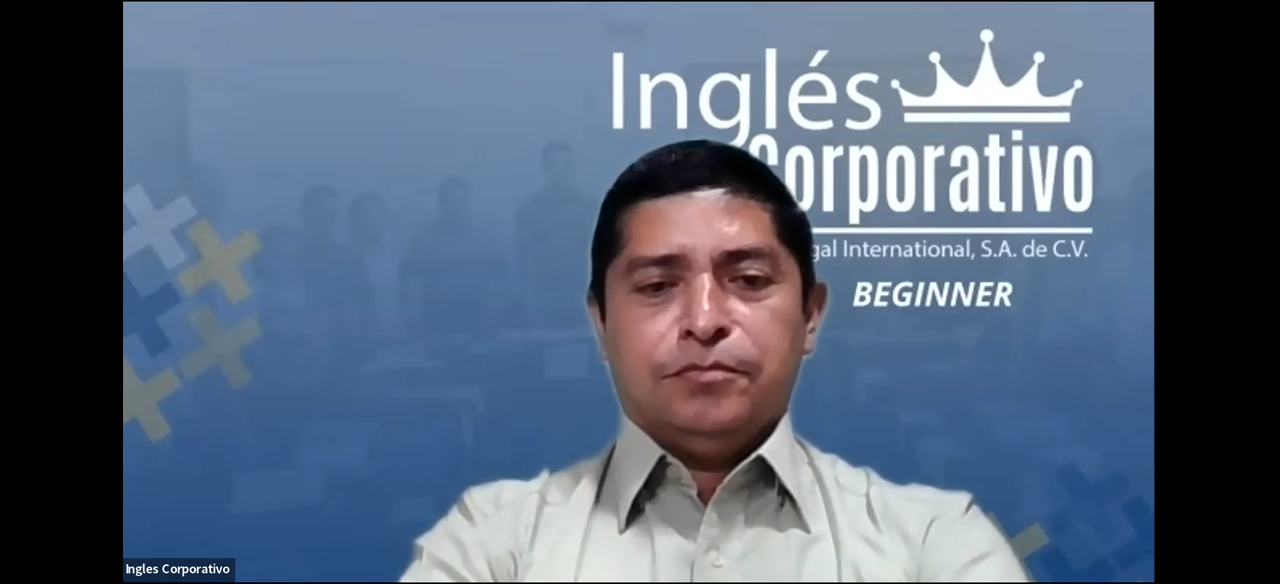 Inglés
Corporativo
gal International, S.A. de C.V.
BEGINNER
Ingles Corporativo